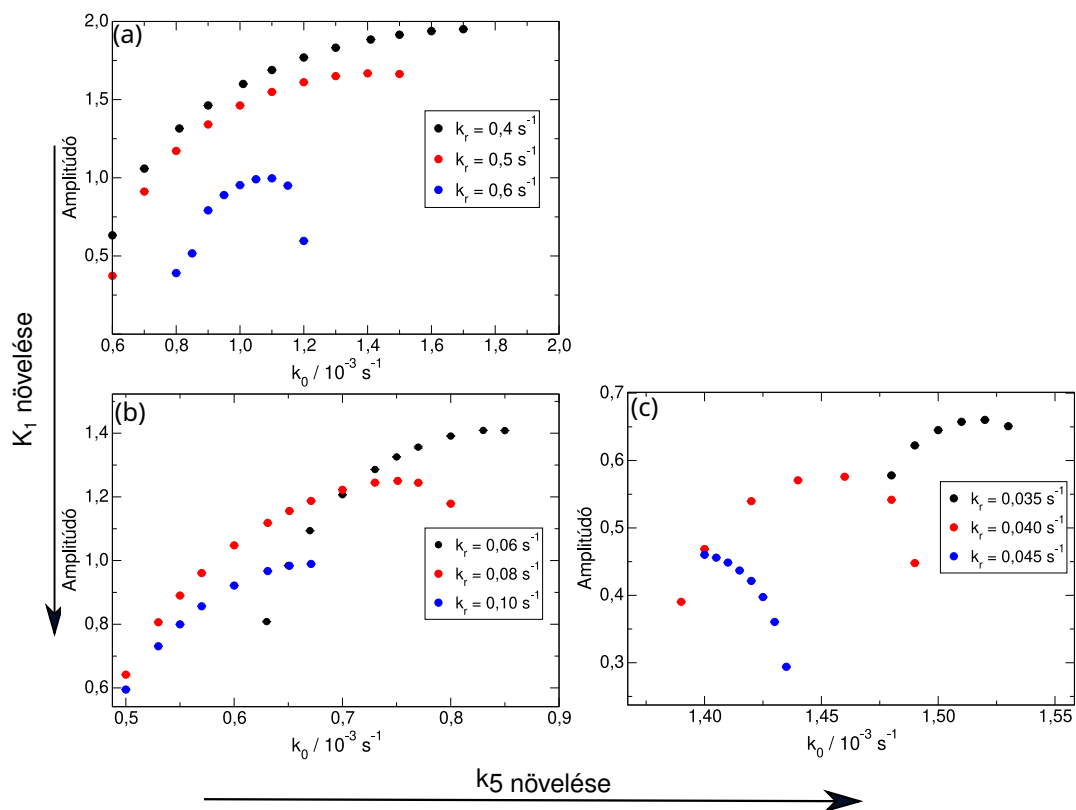 (a)
2,0
1,5
1,0
0,5
Amplitúdó
k_r = 0,4 s⁻¹
k_r = 0,5 s⁻¹
k_r = 0,6 s⁻¹
0,6 0,8 1,0 1,2 1,4 1,6 1,8 2,0
k₀ / 10⁻³ s⁻¹
K₁ növelése
(b)
1,4
1,2
1,0
0,8
0,6
Amplitúdó
k_r = 0,06 s⁻¹
k_r = 0,08 s⁻¹
k_r = 0,10 s⁻¹
0,5 0,6 0,7 0,8 0,9
k₀ / 10⁻³ s⁻¹
(c)
0,7
0,6
0,5
0,4
0,3
Amplitúdó
k_r = 0,035 s⁻¹
k_r = 0,040 s⁻¹
k_r = 0,045 s⁻¹
1,40 1,45 1,50 1,55
k₀ / 10⁻³ s⁻¹
k5 növelése